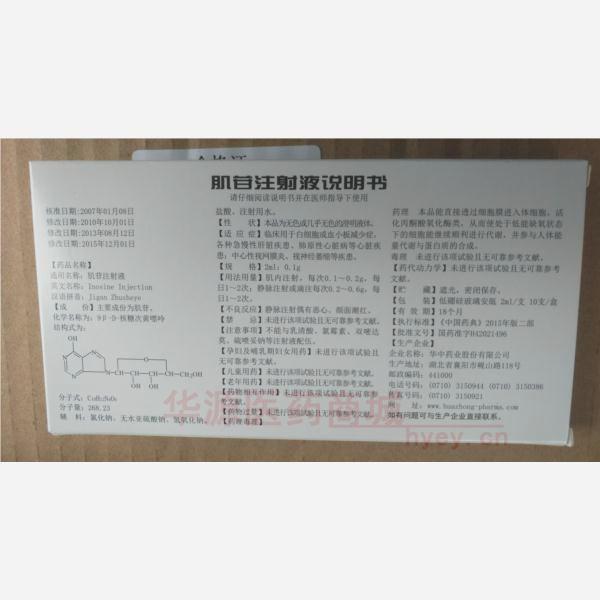 合格证
肌苷注射液说明书
请仔细阅读说明书并在医师指导下使用
核准日期:2007年01月08日
修改日期:2010年10月01日
修改日期:2013年08月12日
修改日期:2015年12月01日
【药品名称】
通用名称:肌苷注射液
英文名称:Inosine Injection
汉语拼音:Jigan Zhusheye
【成 份】主要成份为肌苷。
化学名称为:9β-D-核糖次黄嘌呤
结构式为:
OH
N
N
N
N
O
CH₂OH
OH
OH
分子式:C₁₀H₁₂N₄O₅
分子量:268.23
辅 料:氯化钠、无水亚硫酸钠、氢氧化钠、
盐酸、注射用水。
【性 状】本品为无色或几乎无色的澄明液体。
【适 应 症】临床用于白细胞或血小板减少症,
各种急慢性肝脏疾患、肺原性心脏病等心脏疾
患;中心性视网膜炎、视神经萎缩等疾患。
【规 格】2ml:0.1g
【用法用量】肌内注射,每次0.1~0.2g,每
日1~2次;静脉注射或滴注每次0.2~0.6g,每
日1~2次。
【不良反应】静脉注射偶有恶心、颜面潮红。
【禁 忌】未进行该项试验且无可靠参考文献。
【注意事项】不能与乳清酸、氯霉素、双嘧达
莫、硫喷妥钠等注射液配伍。
【孕妇及哺乳期妇女用药】未进行该项试验且
无可靠参考文献。
【儿童用药】未进行该项试验且无可靠参考文献。
【老年用药】未进行该项试验且无可靠参考文献。
【药物相互作用】未进行该项试验且无可靠参
考文献。
【药物过量】未进行该项试验且无可靠参考文献。
【药理毒理】
药理 本品能直接透过细胞膜进入体细胞,活
化丙酮酸氧化酶类,从而使处于低能缺氧状态
下的细胞能继续顺利进行代谢,并参与人体能
量代谢与蛋白质的合成。
毒理 未进行该项试验且无可靠参考文献。
【药代动力学】未进行该项试验且无可靠参考文献。
【贮 藏】遮光,密闭保存。
【包 装】低硼硅玻璃安瓿 2ml/支 10支/盒
【有 效 期】18个月
【执行标准】《中国药典》2015年版二部
【批准文号】国药准字H42021496
【生产企业】
企业名称:华中药业股份有限公司
生产地址:湖北省襄阳市岘山路118号
邮政编码:441000
电话号码:(0710) 3150944 (0710) 3150386
传真号码:(0710) 3150921
网 址:www.huazhong-pharms.com
如有问题可与生产企业直接联系。
华源医药商城
hyey.cn